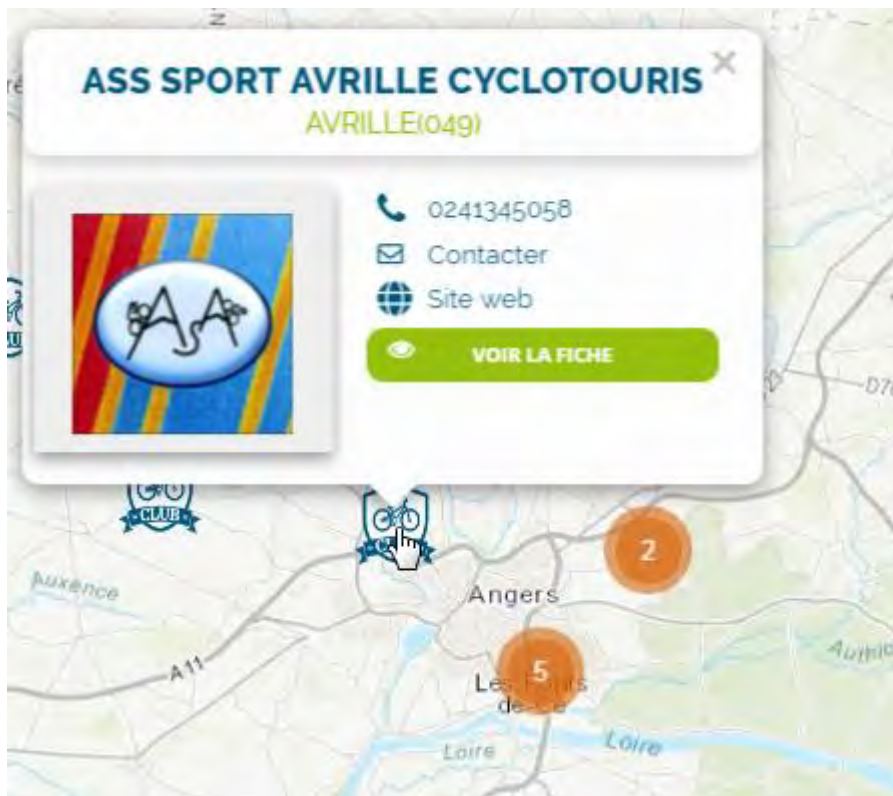 ASS SPORT AVRILLE CYCLOTOURIS
AVRILLE(049)
0241345058
Contacter
Site web
VOIR LA FICHE
CLUB
Auxence
A11
Angers
2
5
Loire
Loire